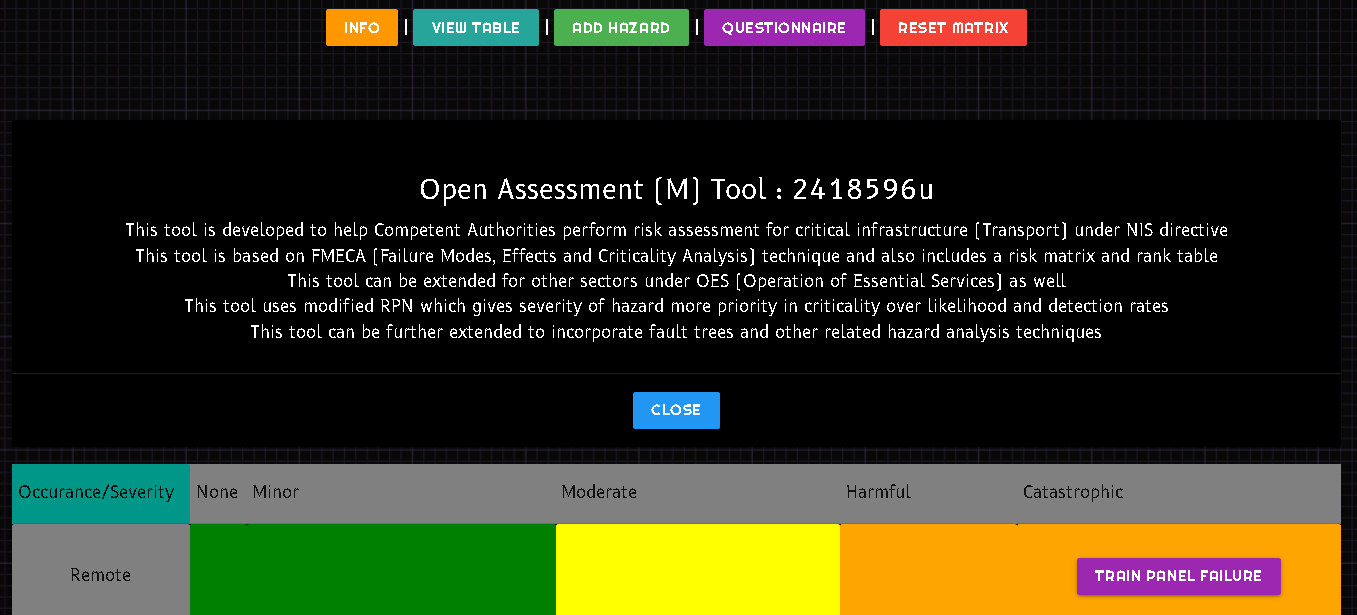 INFO | VIEW TABLE | ADD HAZARD | QUESTIONNAIRE | RESET MATRIX
Open Assessment (M) Tool : 2418596u
This tool is developed to help Competent Authorities perform risk assessment for critical infrastructure (Transport) under NIS directive
This tool is based on FMECA (Failure Modes, Effects and Criticality Analysis) technique and also includes a risk matrix and rank table
This tool can be extended for other sectors under OES (Operation of Essential Services) as well
This tool uses modified RPN which gives severity of hazard more priority in criticality over likelihood and detection rates
This tool can be further extended to incorporate fault trees and other related hazard analysis techniques
CLOSE
Occurance/Severity None Minor Moderate Harmful Catastrophic
Remote TRAIN PANEL FAILURE